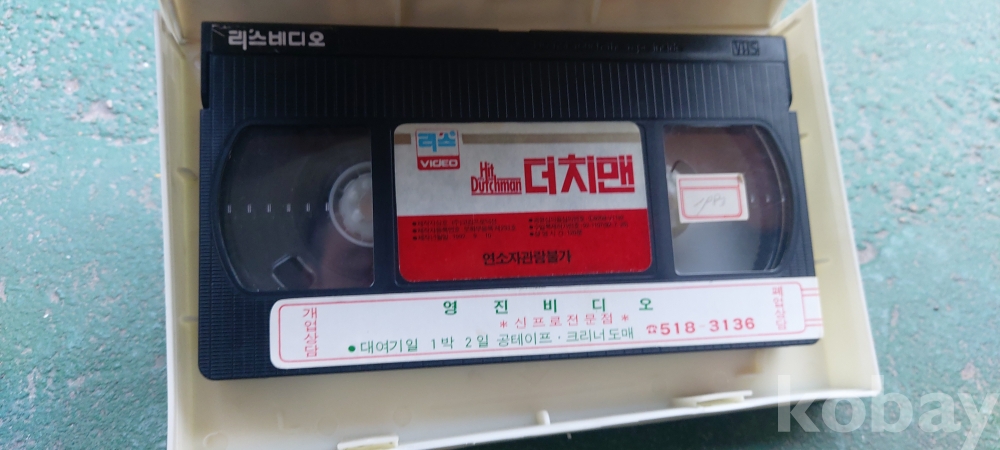 리스비디오
VHS
리스
VIDEO
Hit
Dutchman
더치맨
연소자관람불가
영 진 비 디 오
* 신프로전문점 *
☎ 518-3136
• 대여기일 1박 2일 공테이프 · 크리너도매
개업상담
폐업상담
kobay